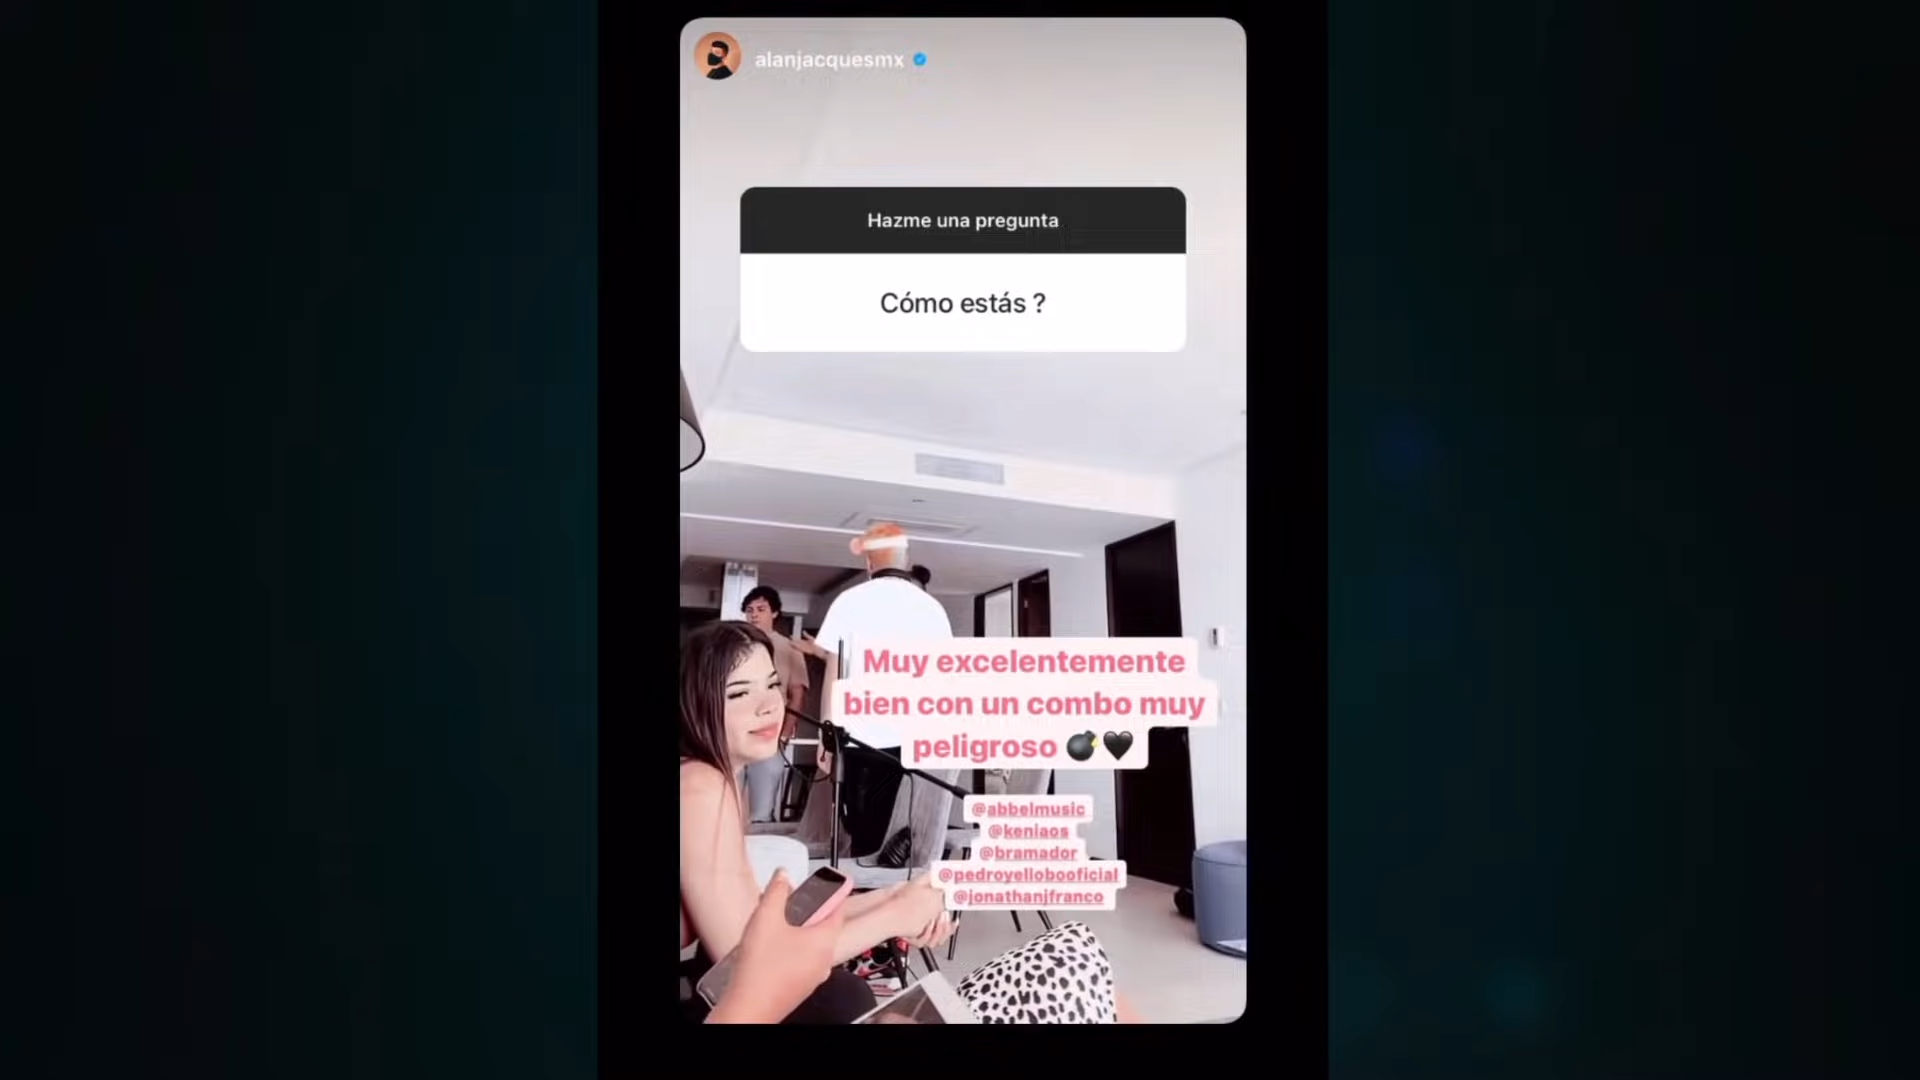 alanjacquesmx
Hazme una pregunta
Cómo estás ?
Muy excelentemente
bien con un combo muy
peligroso 💣🖤
@abbelmusic
@keniaos
@bramador
@pedroyellobooficial
@jonathanjfranco